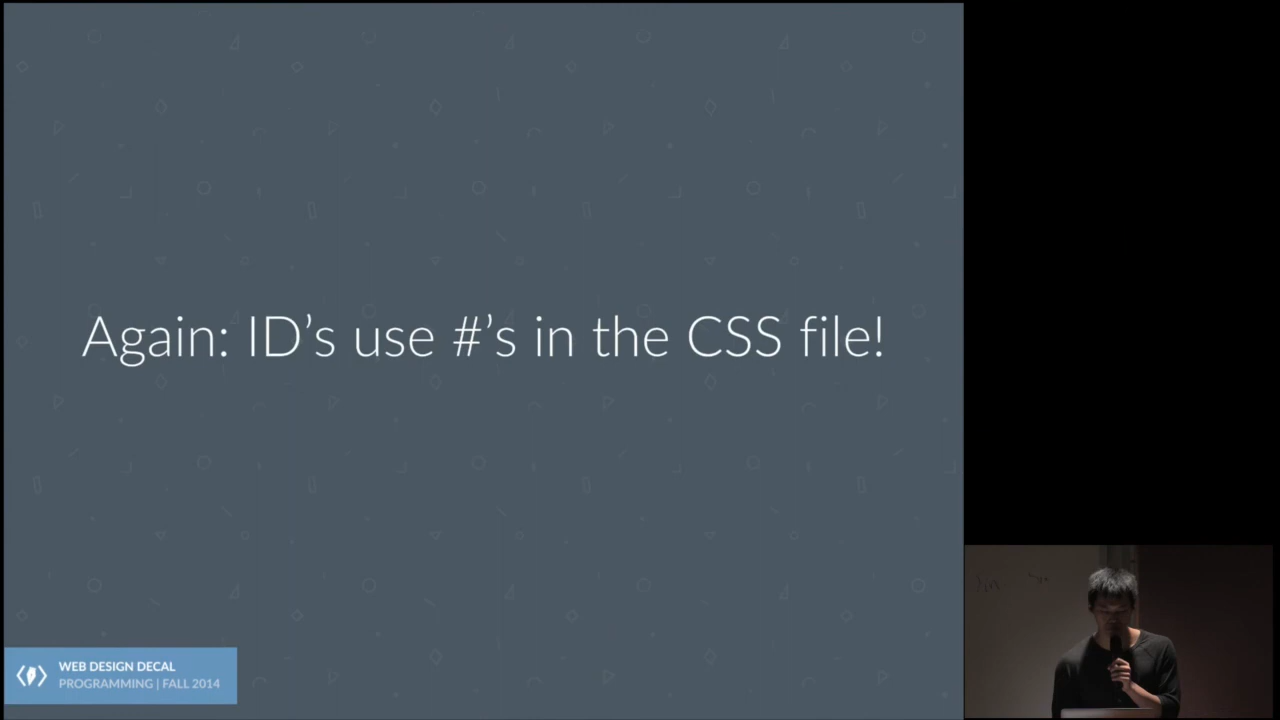 Again: ID’s use #’s in the CSS file!
WEB DESIGN DECAL
PROGRAMMING | FALL 2014